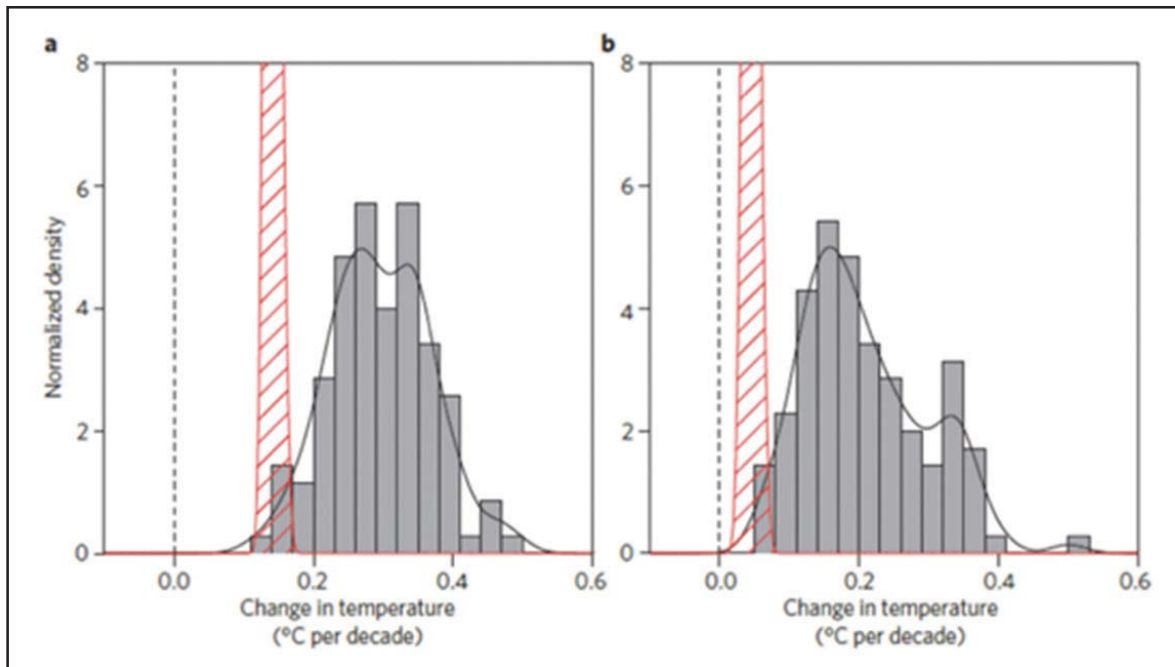 a
8
6
4
2
0
Normalized density
0.0 0.2 0.4 0.6
Change in temperature
(ºC per decade)
b
8
6
4
2
0
0.0 0.2 0.4 0.6
Change in temperature
(ºC per decade)